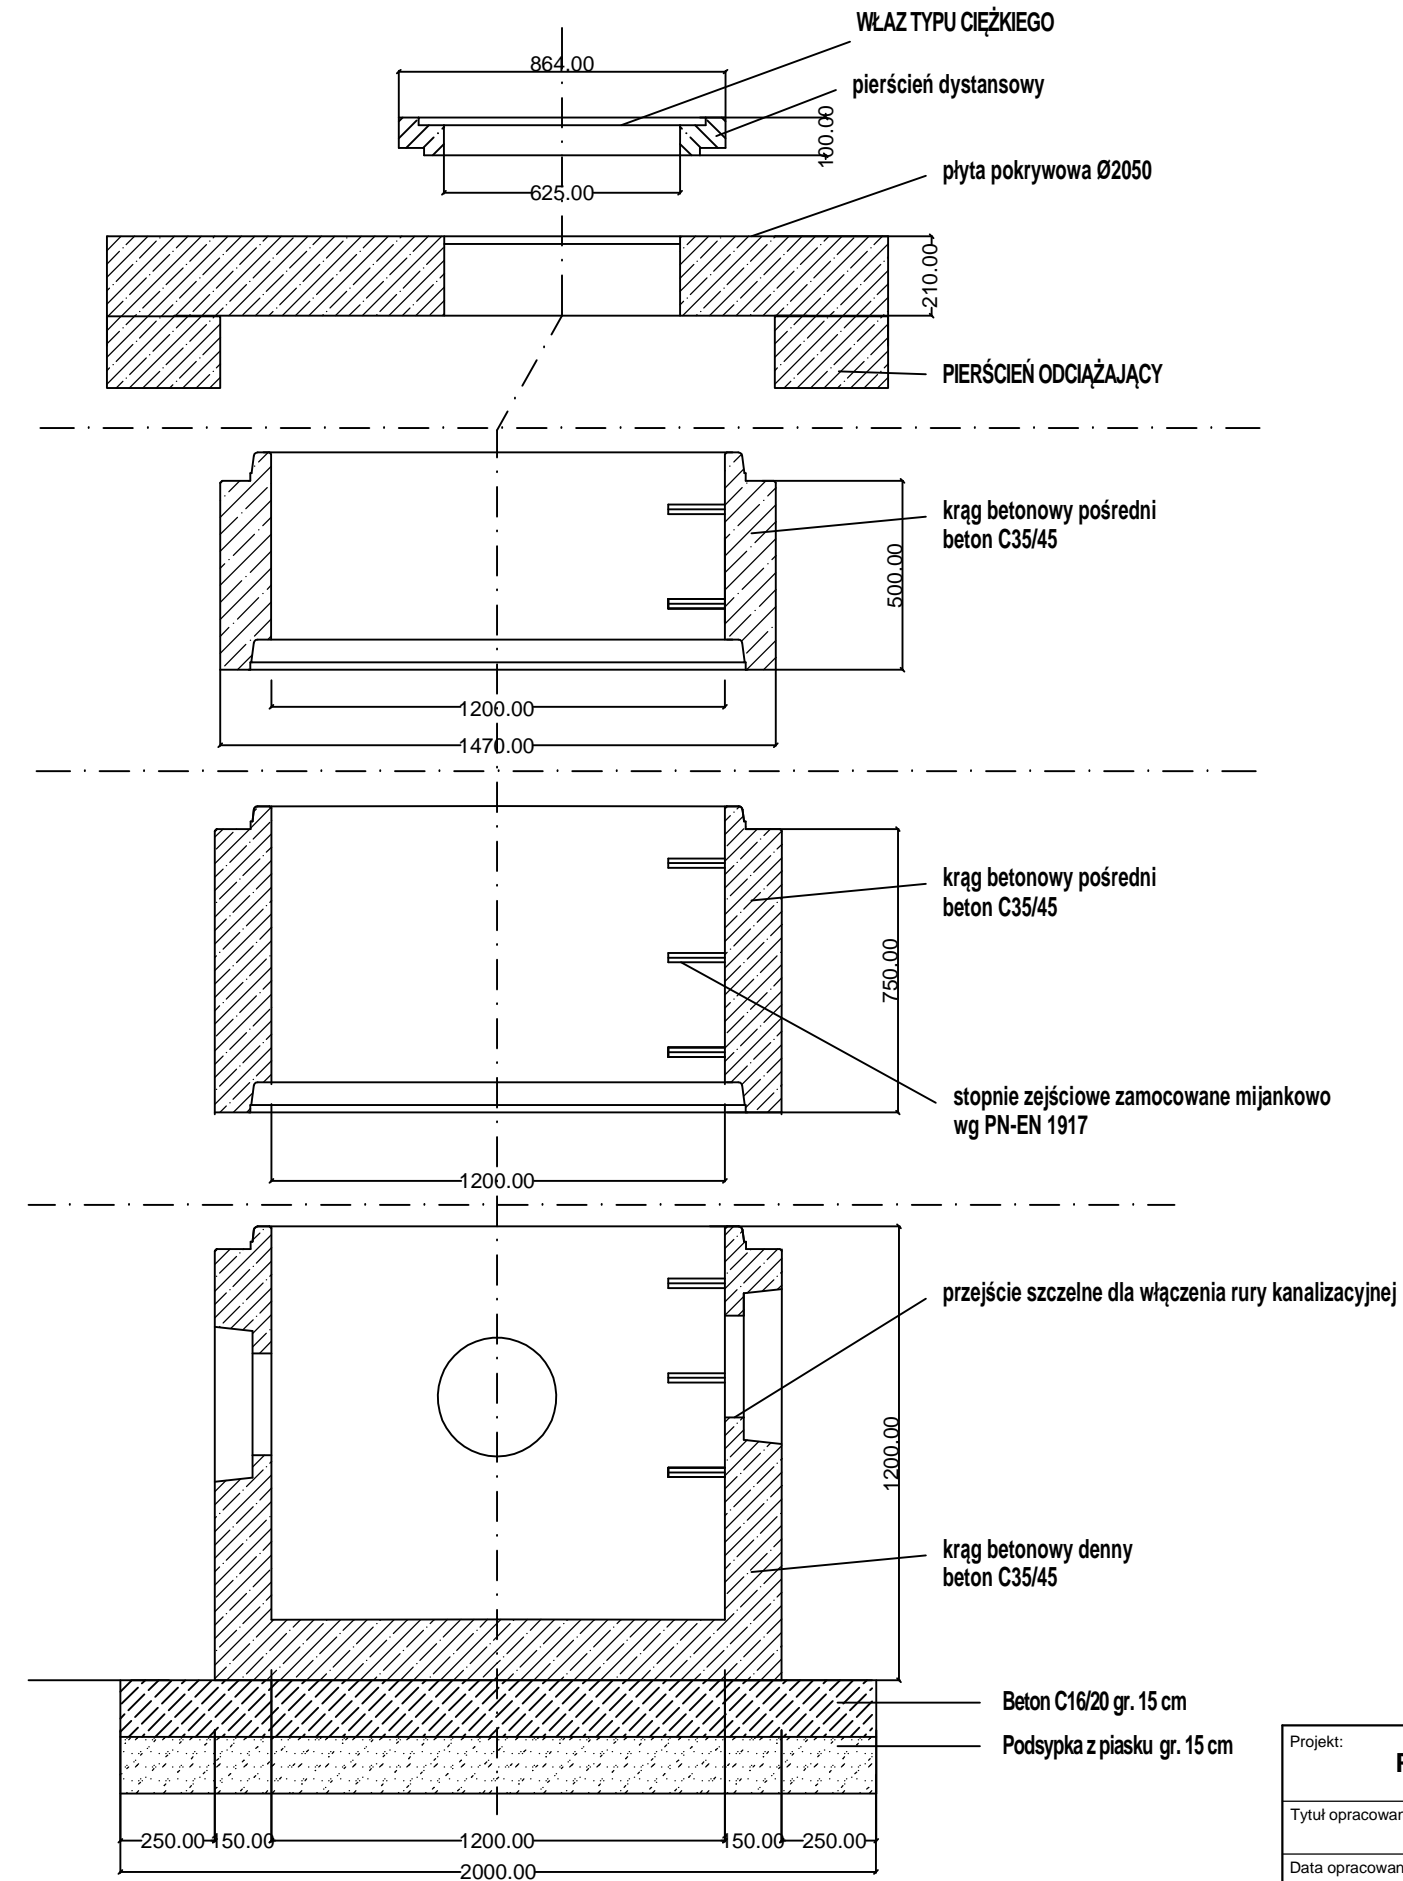 WŁAZ TYPU CIĘŻKIEGO
864.00
pierścień dystansowy
100.00
płyta pokrywowa Ø2050
625.00
210.00
PIERŚCIEŃ ODCIĄŻAJĄCY
krąg betonowy pośredni
beton C35/45
500.00
1200.00
1470.00
krąg betonowy pośredni
beton C35/45
750.00
stopnie zejściowe zamocowane mijankowo
wg PN-EN 1917
1200.00
przejście szczelne dla włączenia rury kanalizacyjnej
1200.00
krąg betonowy denny
beton C35/45
Beton C16/20 gr. 15 cm
Podsypka z piasku gr. 15 cm
Projekt:
Tytuł opracowan
250.00 150.00 1200.00 150.00 250.00
2000.00
Data opracowan